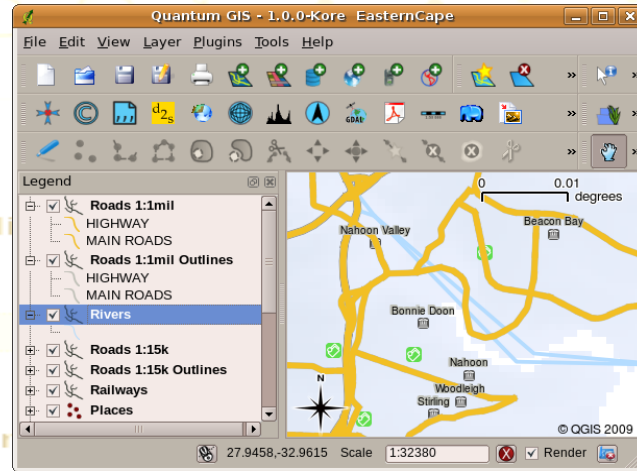 Quantum GIS - 1.0.0-Kore EasternCape
File Edit View Layer Plugins Tools Help
d2s
GDAL
Legend
Roads 1:1mil
HIGHWAY
MAIN ROADS
Roads 1:1mil Outlines
HIGHWAY
MAIN ROADS
Rivers
Roads 1:15k
Roads 1:15k Outlines
Railways
Places
0 0.01
degrees
Nahoon Valley
Beacon Bay
Bonnie Doon
Nahoon
Woodleigh
Stirling
N
© QGIS 2009
27.9458,-32.9615 Scale 1:32380 Render